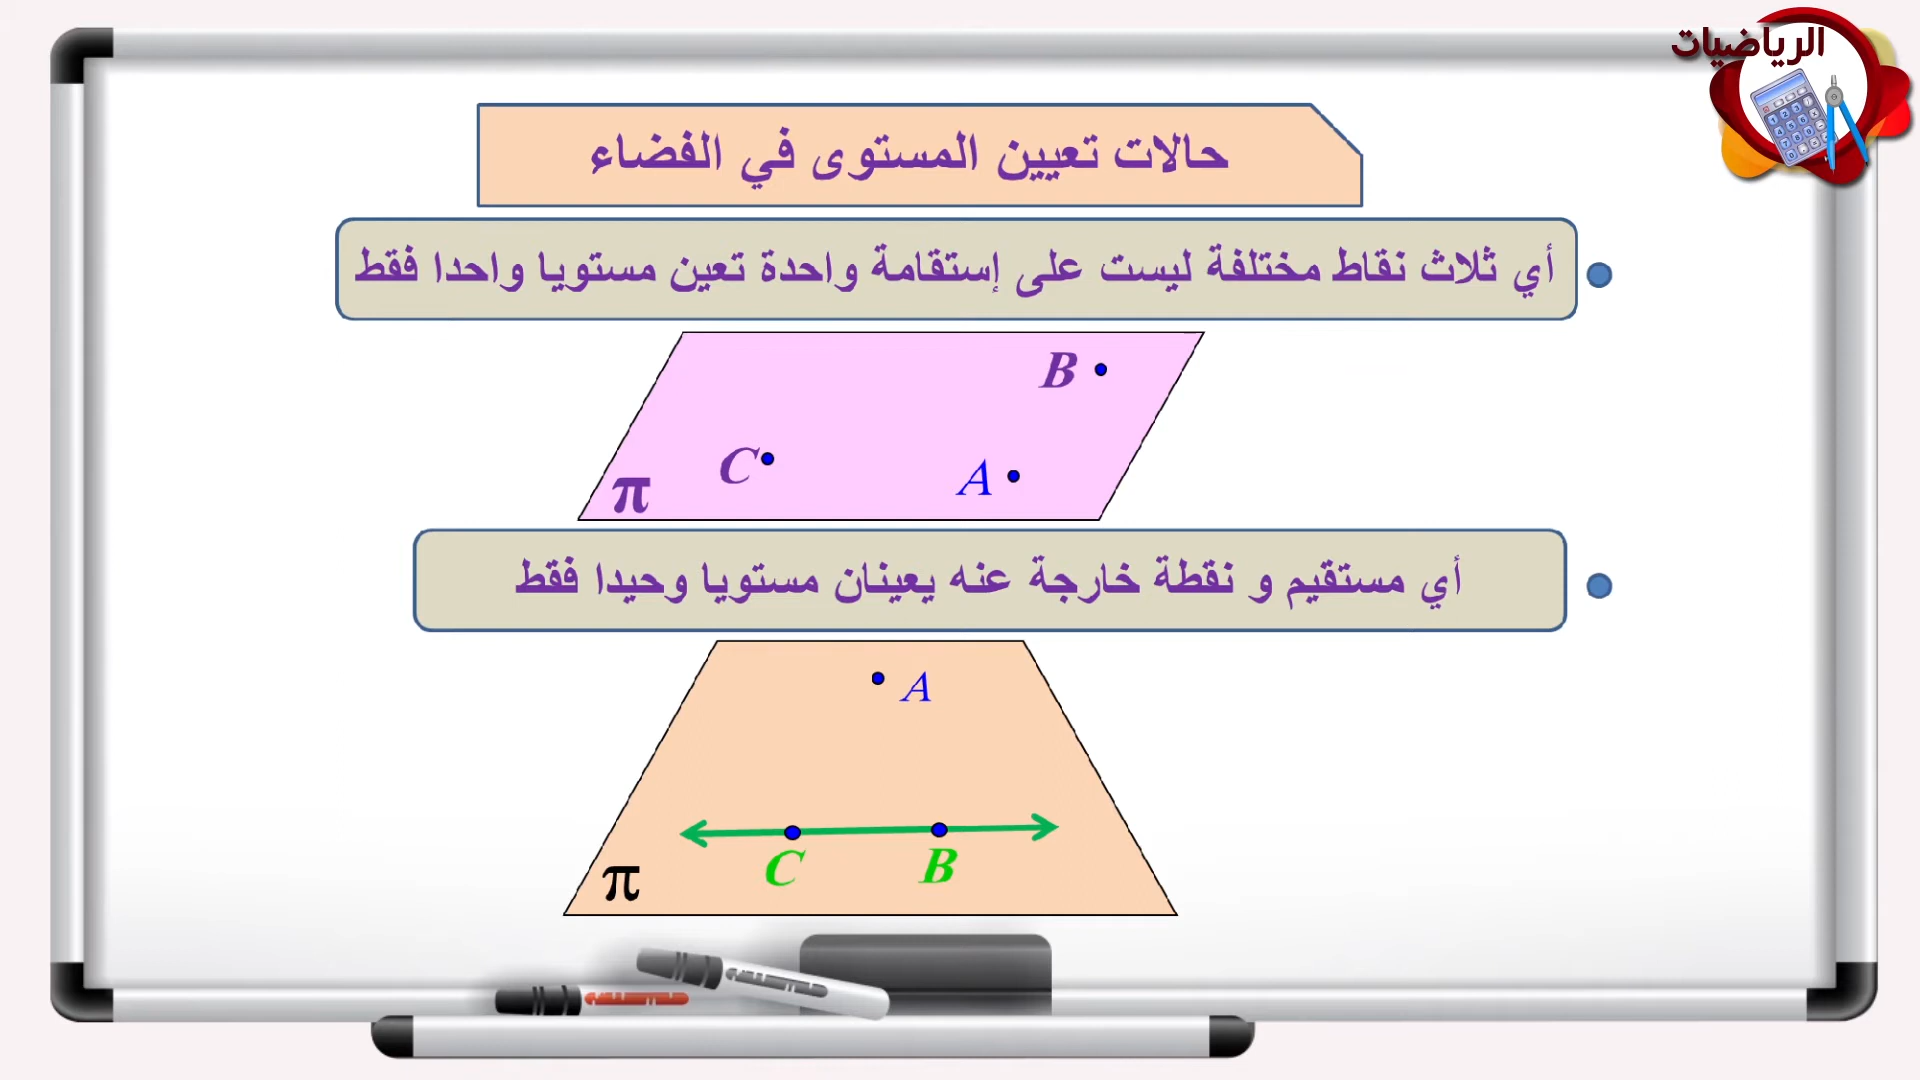 الرياضيات
حالات تعيين المستوى في الفضاء
أي ثلاث نقاط مختلفة ليست على إستقامة واحدة تعين مستويا واحدا فقط
B
C
A
π
أي مستقيم و نقطة خارجة عنه يعينان مستويا وحيدا فقط
A
C
B
π